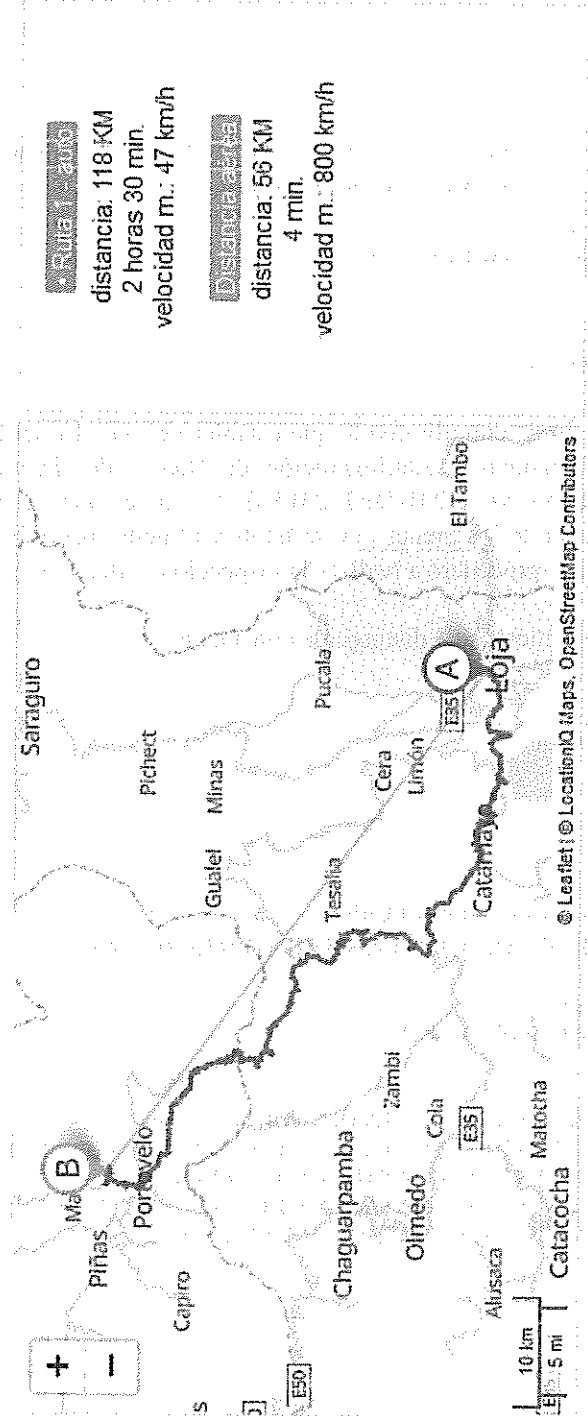 Saraguro
Pichect
Minas
Gualel
Pucala
Tesalia
Cera
Limón
El Tambo
A
E35
Loja
Catamay
B
Ma
Piñas
Portovelo
Capiro
Chaguarpamba
Zambi
Olmedo
Cola
E35
Alusaca
Matocha
Catacocha
E50
s
+
−
10 km
5 mi
E
© Leaflet | © LocationIQ Maps, OpenStreetMap Contributors
• Ruta 1 - auto
distancia: 118 KM
2 horas 30 min.
velocidad m.: 47 km/h
Distancia aérea
distancia: 56 KM
4 min.
velocidad m.: 800 km/h